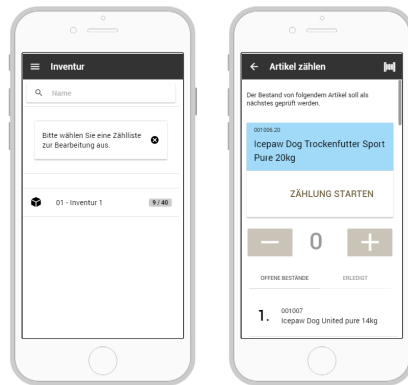 Inventur
Name
Bitte wählen Sie eine Zählliste
zur Bearbeitung aus.
01 - Inventur 1
9 / 40
Artikel zählen
Der Bestand von folgendem Artikel soll als
nächstes geprüft werden.
001006.20
Icepaw Dog Trockenfutter Sport
Pure 20kg
ZÄHLUNG STARTEN
0
OFFENE BESTÄNDE
ERLEDIGT
1.
001007
Icepaw Dog United pure 14kg